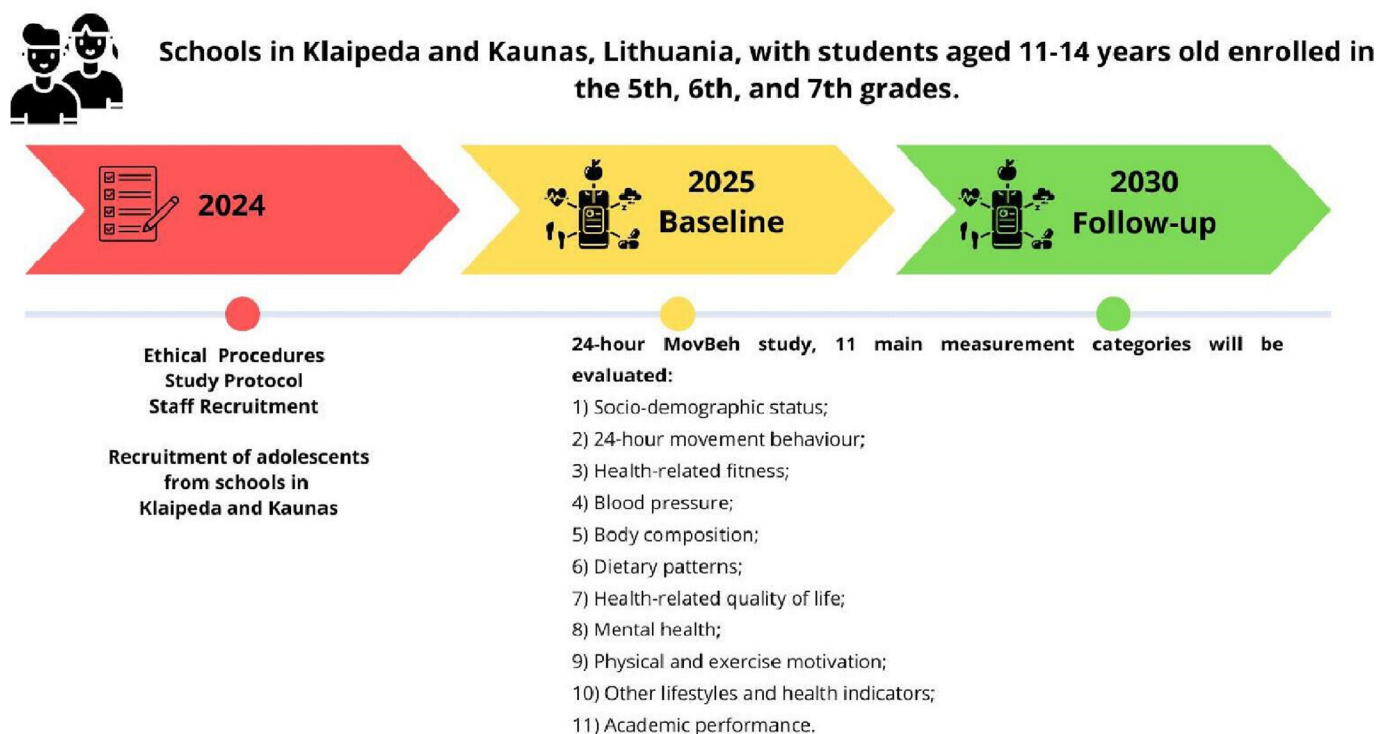 Schools in Klaipeda and Kaunas, Lithuania, with students aged 11-14 years old enrolled in
the 5th, 6th, and 7th grades.
2024
2025
Baseline
2030
Follow-up
Ethical Procedures
Study Protocol
Staff Recruitment
Recruitment of adolescents
from schools in
Klaipeda and Kaunas
24-hour MovBeh study, 11 main measurement categories will be
evaluated:
1) Socio-demographic status;
2) 24-hour movement behaviour;
3) Health-related fitness;
4) Blood pressure;
5) Body composition;
6) Dietary patterns;
7) Health-related quality of life;
8) Mental health;
9) Physical and exercise motivation;
10) Other lifestyles and health indicators;
11) Academic performance.